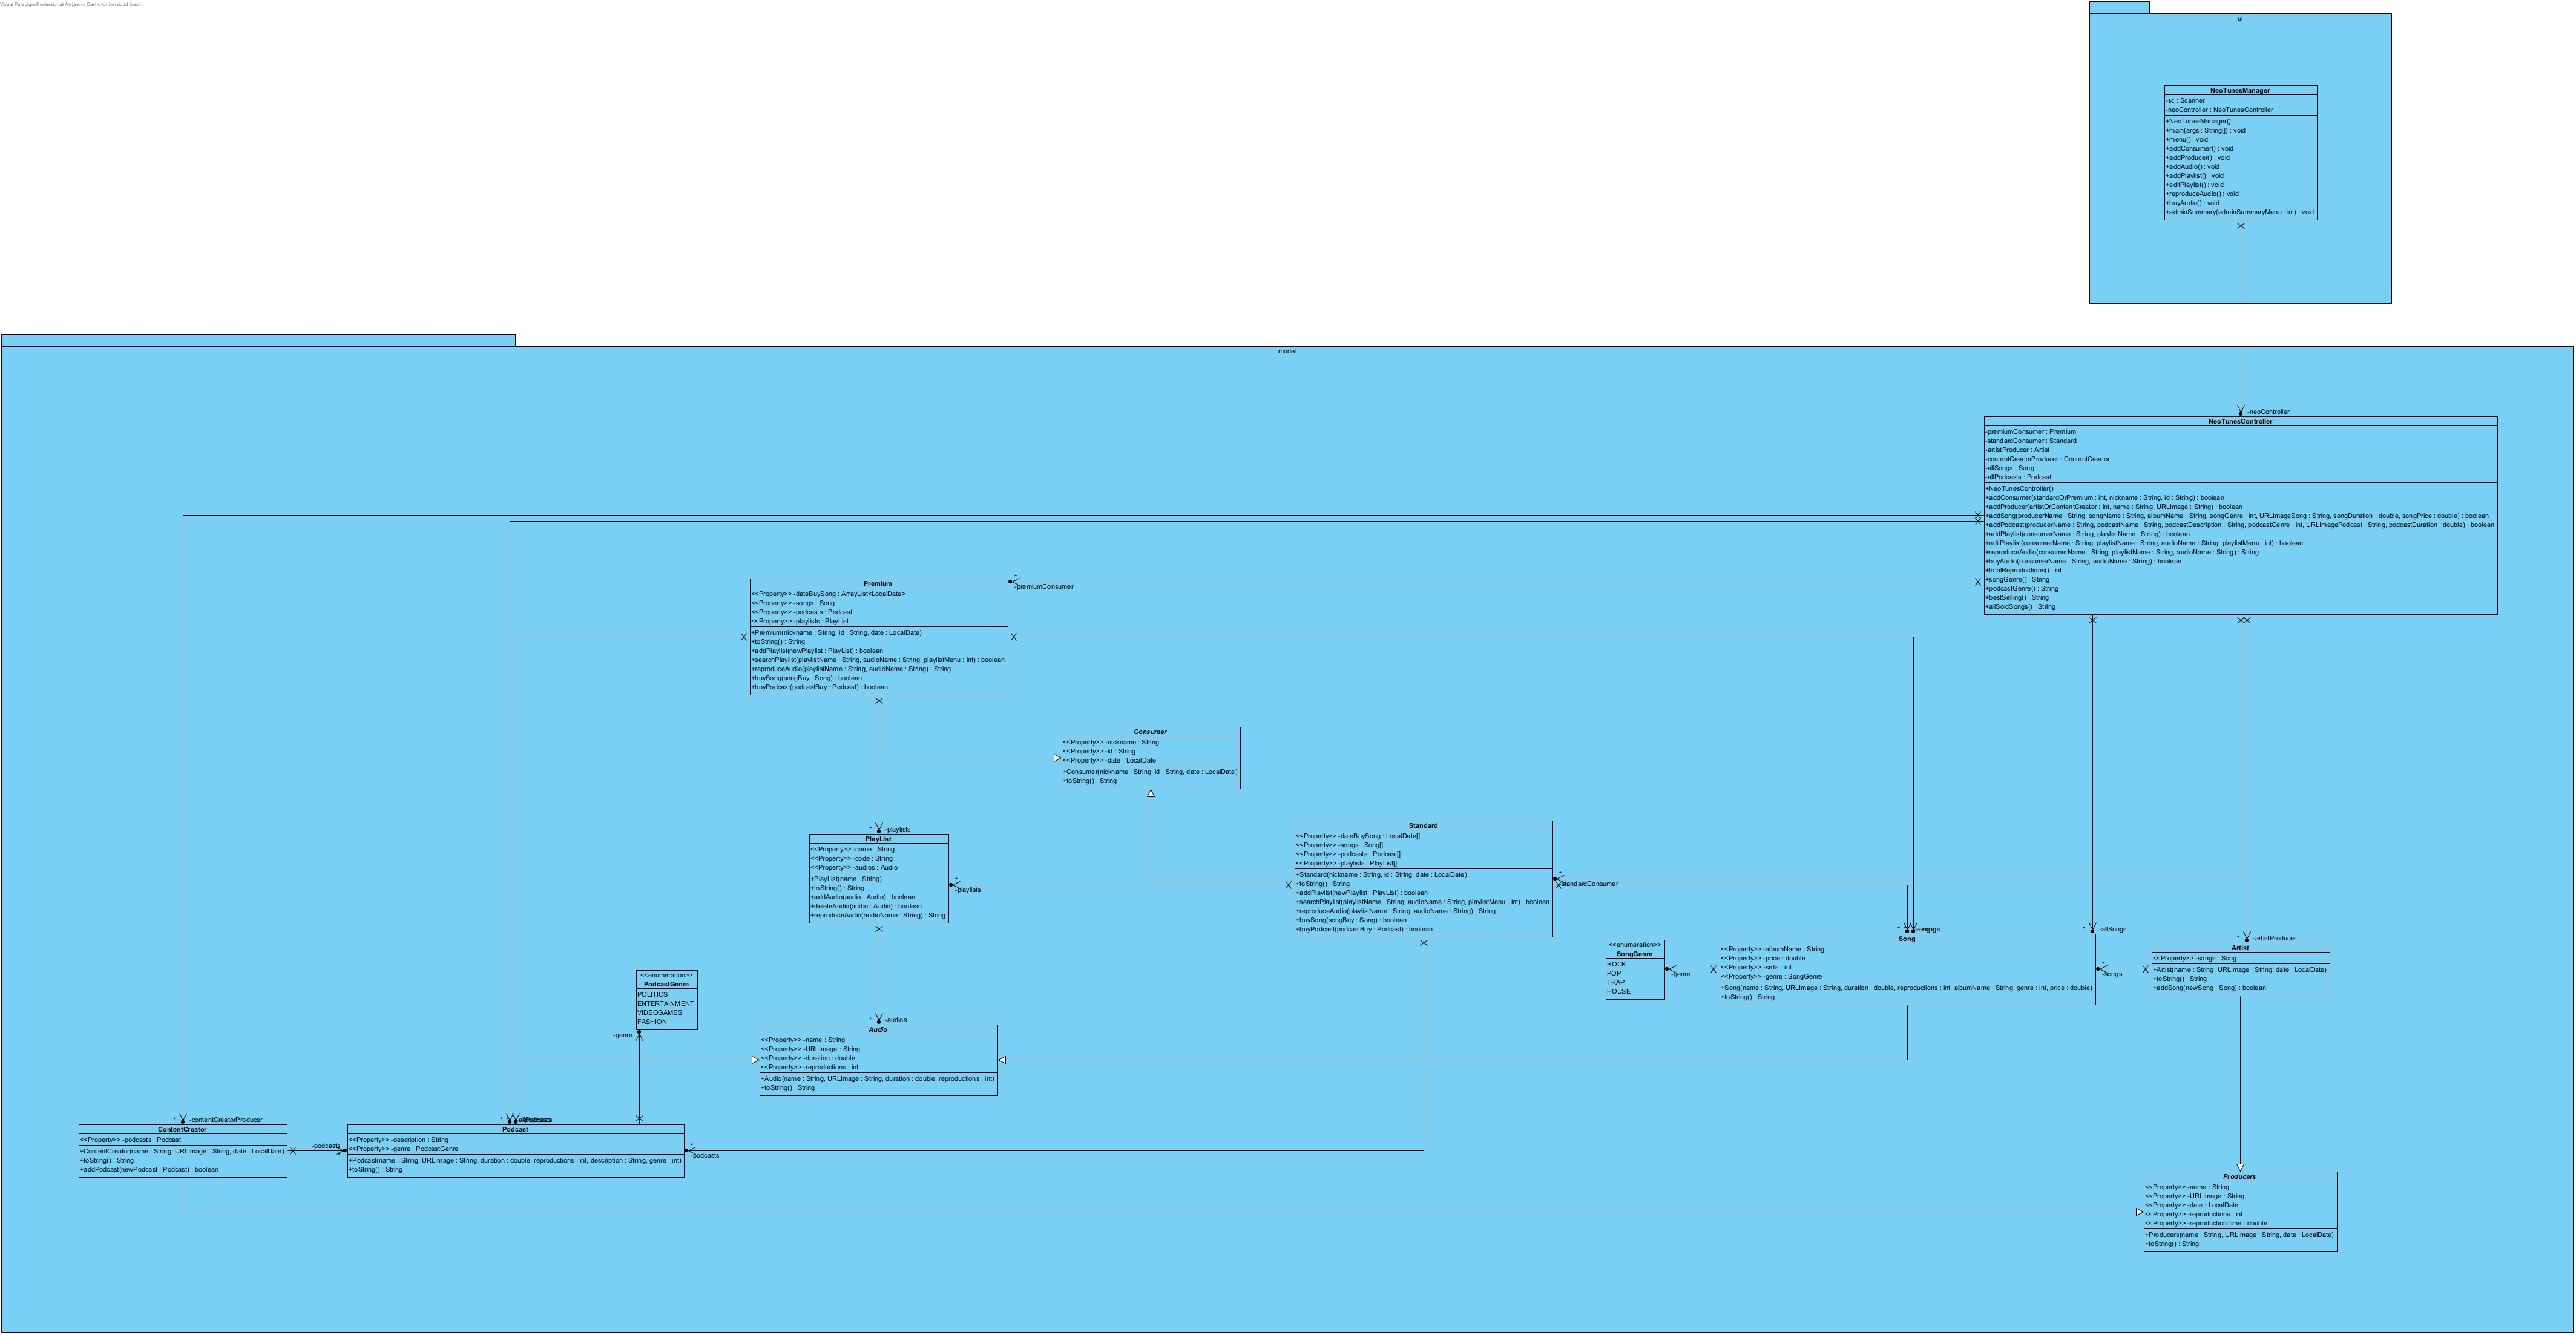 Visual Paradigm Professional(Alejandro Castro(Universidad Icesi))
ui
NeoTunesManager
-sc : Scanner
-neoController : NeoTunesController
+NeoTunesManager()
+main(args : String[]) : void
+menu() : void
+addConsumer() : void
+addProducer() : void
+addAudio() : void
+addPlaylist() : void
+editPlaylist() : void
+reproduceAudio() : void
+buyAudio() : void
+adminSummary(adminSummaryMenu : int) : void
model
-neoController
NeoTunesController
-premiumConsumer : Premium
-standardConsumer : Standard
-artistProducer : Artist
-contentCreatorProducer : ContentCreator
-allSongs : Song
-allPodcasts : Podcast
+NeoTunesController()
+addConsumer(standardOrPremium : int, nickname : String, id : String) : boolean
+addProducer(artistOrContentCreator : int, name : String, URLImage : String) : boolean
+addSong(producerName : String, songName : String, albumName : String, songGenre : int, URLImageSong : String, songDuration : double, songPrice : double) : boolean
+addPodcast(producerName : String, podcastName : String, podcastDescription : String, podcastGenre : int, URLImagePodcast : String, podcastDuration : double) : boolean
+addPlaylist(consumerName : String, playlistName : String) : boolean
+editPlaylist(consumerName : String, playlistName : String, audioName : String, playlistMenu : int) : boolean
+reproduceAudio(consumerName : String, playlistName : String, audioName : String) : String
+buyAudio(consumerName : String, audioName : String) : boolean
+totalReproductions() : int
+songGenre() : String
+podcastGenre() : String
+bestSelling() : String
+allSoldSongs() : String
*
-premiumConsumer
Premium
<<Property>> -dateBuySong : ArrayList<LocalDate>
<<Property>> -songs : Song
<<Property>> -podcasts : Podcast
<<Property>> -playlists : PlayList
+Premium(nickname : String, id : String, date : LocalDate)
+toString() : String
+addPlaylist(newPlaylist : PlayList) : boolean
+searchPlaylist(playlistName : String, audioName : String, playlistMenu : int) : boolean
+reproduceAudio(playlistName : String, audioName : String) : String
+buySong(songBuy : Song) : boolean
+buyPodcast(podcastBuy : Podcast) : boolean
Consumer
<<Property>> -nickname : String
<<Property>> -id : String
<<Property>> -date : LocalDate
+Consumer(nickname : String, id : String, date : LocalDate)
+toString() : String
* -playlists
PlayList
<<Property>> -name : String
<<Property>> -code : String
<<Property>> -audios : Audio
+PlayList(name : String)
+toString() : String
+addAudio(audio : Audio) : boolean
+deleteAudio(audio : Audio) : boolean
+reproduceAudio(audioName : String) : String
*
-playlists
Standard
<<Property>> -dateBuySong : LocalDate[]
<<Property>> -songs : Song[]
<<Property>> -podcasts : Podcast[]
<<Property>> -playlists : PlayList[]
+Standard(nickname : String, id : String, date : LocalDate)
+toString() : String
+addPlaylist(newPlaylist : PlayList) : boolean
+searchPlaylist(playlistName : String, audioName : String, playlistMenu : int) : boolean
+reproduceAudio(playlistName : String, audioName : String) : String
+buySong(songBuy : Song) : boolean
+buyPodcast(podcastBuy : Podcast) : boolean
*
-standardConsumer
<<enumeration>>
SongGenre
ROCK
POP
TRAP
HOUSE
-genre
*
* -allSongs
Song
<<Property>> -albumName : String
<<Property>> -price : double
<<Property>> -sells : int
<<Property>> -genre : SongGenre
+Song(name : String, URLImage : String, duration : double, reproductions : int, albumName : String, genre : int, price : double)
+toString() : String
*
-songs
* -artistProducer
Artist
<<Property>> -songs : Song
+Artist(name : String, URLImage : String, date : LocalDate)
+toString() : String
+addSong(newSong : Song) : boolean
<<enumeration>>
PodcastGenre
POLITICS
ENTERTAINMENT
VIDEOGAMES
FASHION
-genre
* -audios
Audio
<<Property>> -name : String
<<Property>> -URLImage : String
<<Property>> -duration : double
<<Property>> -reproductions : int
+Audio(name : String, URLImage : String, duration : double, reproductions : int)
+toString() : String
* -contentCreatorProducer
ContentCreator
<<Property>> -podcasts : Podcast
+ContentCreator(name : String, URLImage : String, date : LocalDate)
+toString() : String
+addPodcast(newPodcast : Podcast) : boolean
-podcasts
*
Podcast
<<Property>> -description : String
<<Property>> -genre : PodcastGenre
+Podcast(name : String, URLImage : String, duration : double, reproductions : int, description : String, genre : int)
+toString() : String
*
-podcasts
Producers
<<Property>> -name : String
<<Property>> -URLImage : String
<<Property>> -date : LocalDate
<<Property>> -reproductions : int
<<Property>> -reproductionTime : double
+Producers(name : String, URLImage : String, date : LocalDate)
+toString() : String